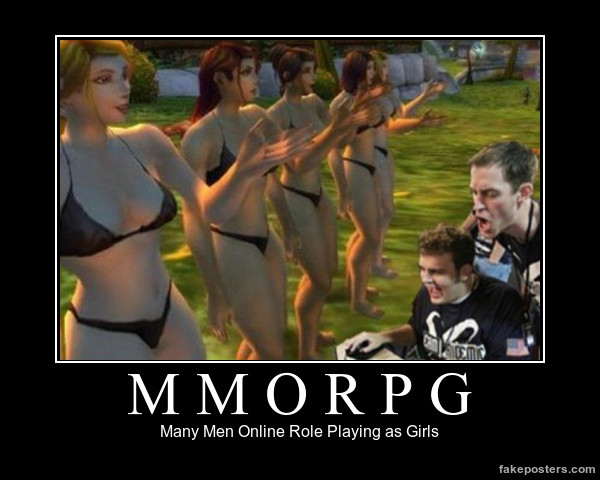 M M O R P G
Many Men Online Role Playing as Girls
fakeposters.com